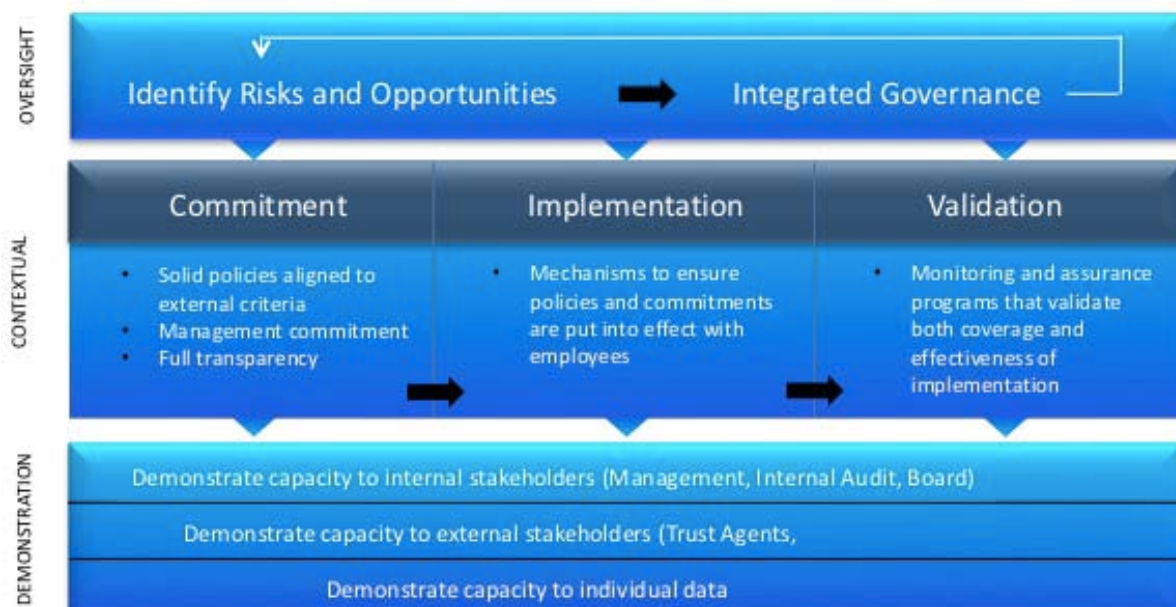 OVERSIGHT
Identify Risks and Opportunities
Integrated Governance
CONTEXTUAL
Commitment
• Solid policies aligned to
external criteria
• Management commitment
• Full transparency
Implementation
• Mechanisms to ensure
policies and commitments
are put into effect with
employees
Validation
• Monitoring and assurance
programs that validate
both coverage and
effectiveness of
implementation
DEMONSTRATION
Demonstrate capacity to internal stakeholders (Management, Internal Audit, Board)
Demonstrate capacity to external stakeholders (Trust Agents,
Demonstrate capacity to individual data